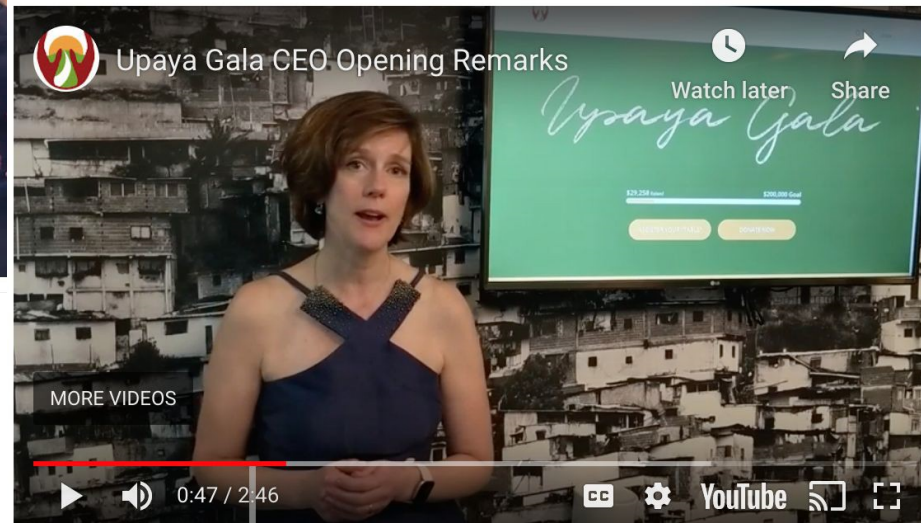 Upaya Gala CEO Opening Remarks
Watch later
Share
Upaya Gala
$29,258 Raised
$200,000 Goal
MORE VIDEOS
0:47 / 2:46
CC
YouTube
LG